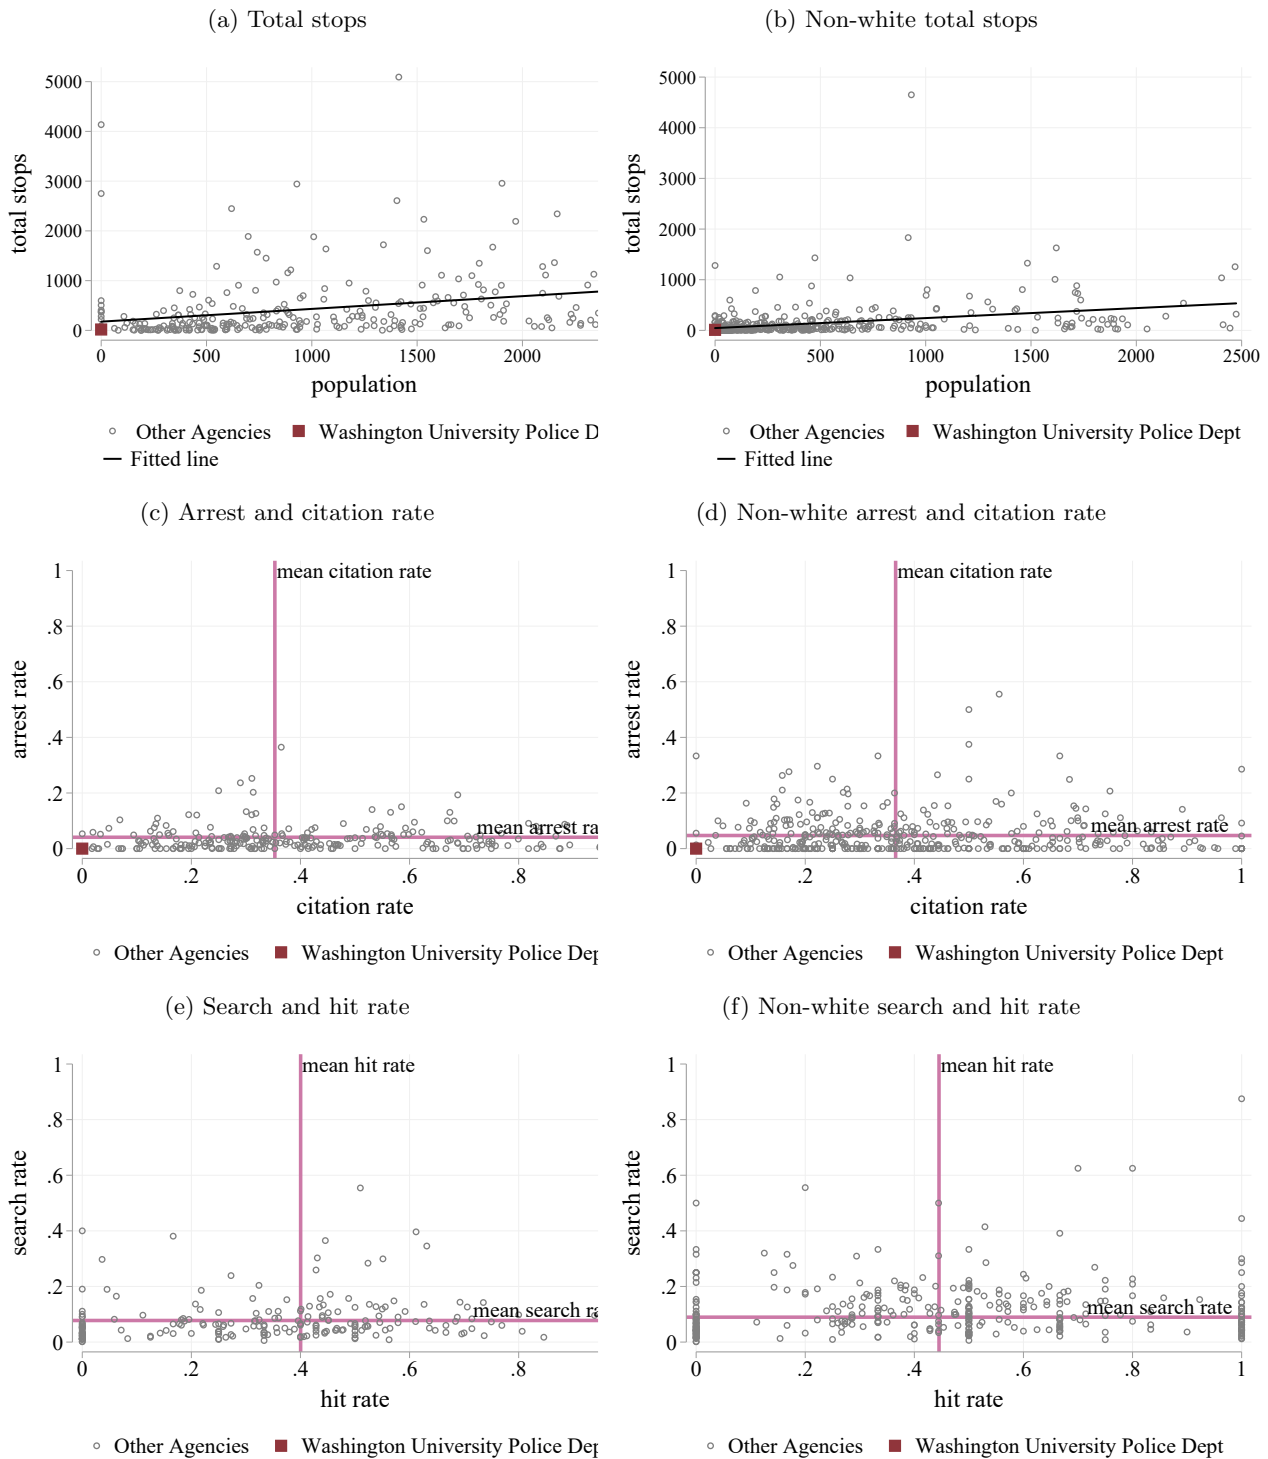 (a) Total stops
(b) Non-white total stops
total stops
5000
4000
3000
2000
1000
0
0 500 1000 1500 2000
population
Other Agencies Washington University Police D
Fitted line
total stops
5000
4000
3000
2000
1000
0
0 500 1000 1500 2000 2500
population
Other Agencies Washington University Police Dept
Fitted line
(c) Arrest and citation rate
(d) Non-white arrest and citation rate
arrest rate
1
.8
.6
.4
.2
0
mean citation rate
mean arrest ra
0 .2 .4 .6 .8
citation rate
Other Agencies Washington University Police Dep
arrest rate
1
.8
.6
.4
.2
0
mean citation rate
mean arrest rate
0 .2 .4 .6 .8 1
citation rate
Other Agencies Washington University Police Dept
(e) Search and hit rate
(f) Non-white search and hit rate
search rate
1
.8
.6
.4
.2
0
mean hit rate
mean search ra
0 .2 .4 .6 .8
hit rate
Other Agencies Washington University Police Dep
search rate
1
.8
.6
.4
.2
0
mean hit rate
mean search rate
0 .2 .4 .6 .8 1
hit rate
Other Agencies Washington University Police Dept